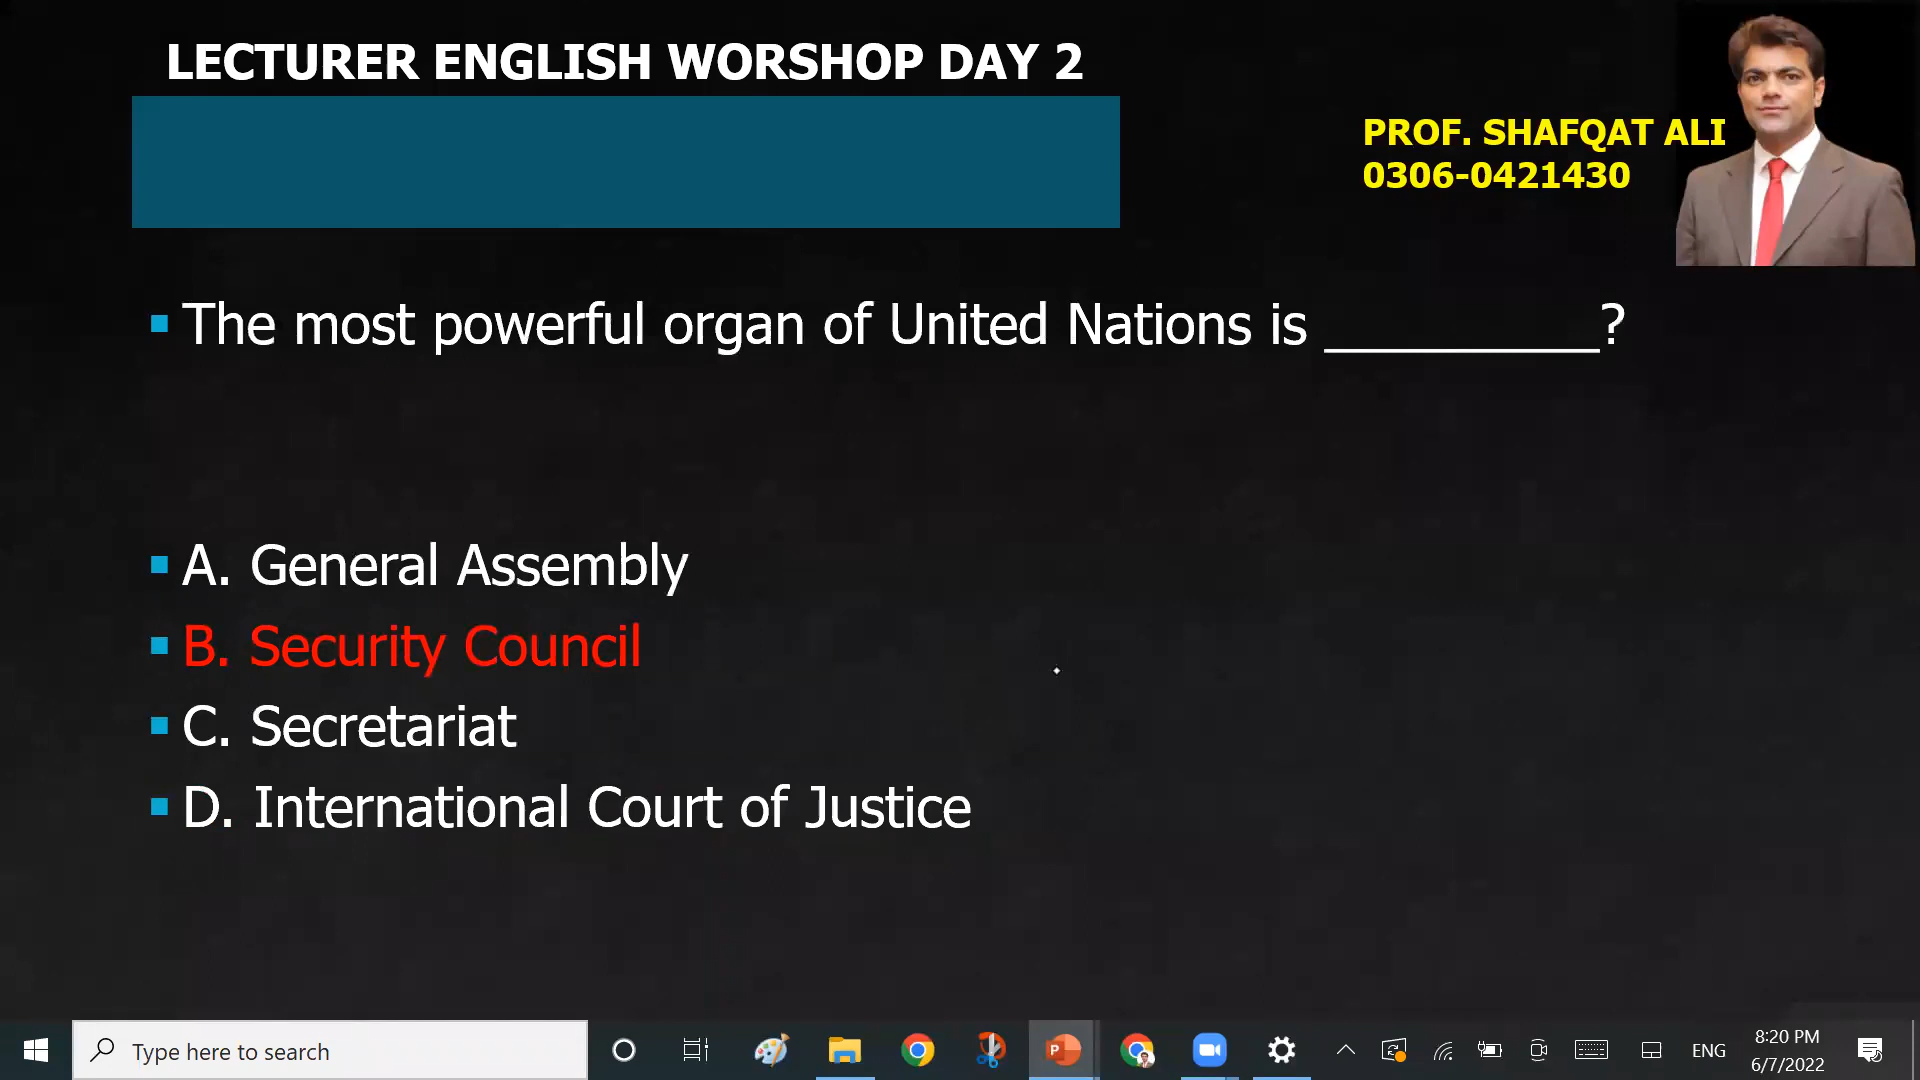 LECTURER ENGLISH WORSHOP DAY 2
PROF. SHAFQAT ALI
0306-0421430
The most powerful organ of United Nations is __________?
A. General Assembly
B. Security Council
C. Secretariat
D. International Court of Justice
Type here to search
P
ENG
8:20 PM
6/7/2022